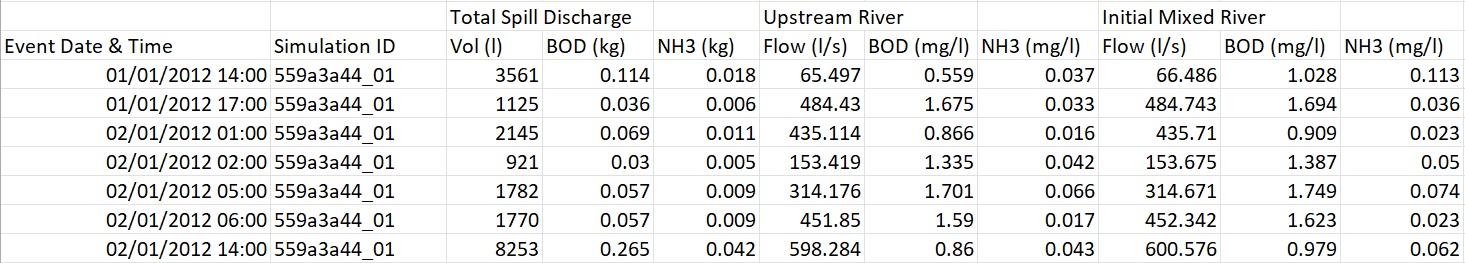 Total Spill Discharge Upstream River Initial Mixed River
Event Date & Time Simulation ID Vol (l) BOD (kg) NH3 (kg) Flow (l/s) BOD (mg/l) NH3 (mg/l) Flow (l/s) BOD (mg/l) NH3 (mg/l)
01/01/2012 14:00 559a3a44_01 3561 0.114 0.018 65.497 0.559 0.037 66.486 1.028 0.113
01/01/2012 17:00 559a3a44_01 1125 0.036 0.006 484.43 1.675 0.033 484.743 1.694 0.036
02/01/2012 01:00 559a3a44_01 2145 0.069 0.011 435.114 0.866 0.016 435.71 0.909 0.023
02/01/2012 02:00 559a3a44_01 921 0.03 0.005 153.419 1.335 0.042 153.675 1.387 0.05
02/01/2012 05:00 559a3a44_01 1782 0.057 0.009 314.176 1.701 0.066 314.671 1.749 0.074
02/01/2012 06:00 559a3a44_01 1770 0.057 0.009 451.85 1.59 0.017 452.342 1.623 0.023
02/01/2012 14:00 559a3a44_01 8253 0.265 0.042 598.284 0.86 0.043 600.576 0.979 0.062